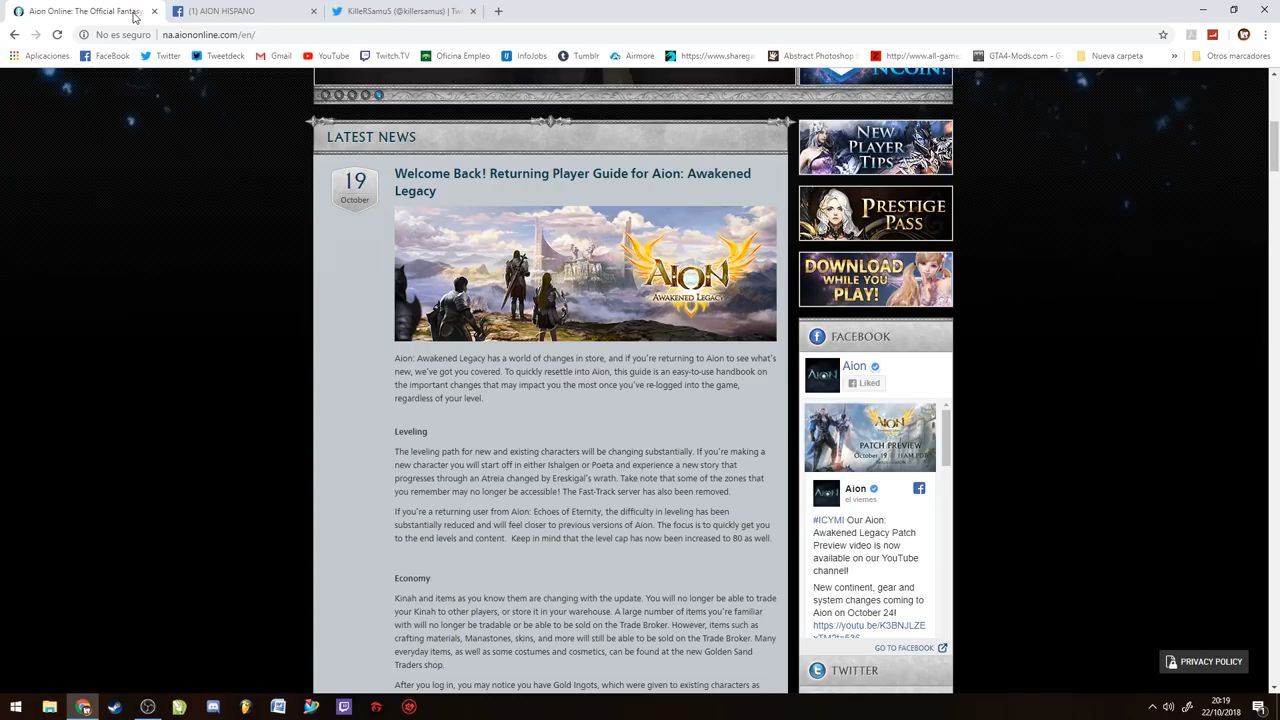 Aion Online: The Official Fantasy
(1) AION HISPANO
KilleRSamuS (@killersamus) | Tw
No es seguro
na.aiononline.com/en/
Aplicaciones
FaceBook
Twitter
Tweetdeck
Gmail
YouTube
Twitch.TV
Oficina Empleo
InfoJobs
Tumblr
Airmore
https://www.sharega
Abstract Photoshop
http://www.all-game
GTA4-Mods.com - G
Nueva carpeta
»
Otros marcadores
NCOIN!
LATEST NEWS
19
October
Welcome Back! Returning Player Guide for Aion: Awakened
Legacy
AION
AWAKENED LEGACY
Aion: Awakened Legacy has a world of changes in store, and if you're returning to Aion to see what's
new, we've got you covered. To quickly resettle into Aion, this guide is an easy-to-use handbook on
the important changes that may impact you the most once you've re-logged into the game,
regardless of your level.
Leveling
The leveling path for new and existing characters will be changing substantially. If you're making a
new character you will start off in either Ishalgen or Poeta and experience a new story that
progresses through an Atreia changed by Ereskigal's wrath. Take note that some of the zones that
you remember may no longer be accessible! The Fast-Track server has also been removed.
If you're a returning user from Aion: Echoes of Eternity, the difficulty in leveling has been
substantially reduced and will feel closer to previous versions of Aion. The focus is to quickly get you
to the end levels and content. Keep in mind that the level cap has now been increased to 80 as well.
Economy
Kinah and items as you know them are changing with the update. You will no longer be able to trade
your Kinah to other players, or store it in your warehouse. A large number of items you're familiar
with will no longer be tradable or be able to be sold on the Trade Broker. However, items such as
crafting materials, Manastones, skins, and more will still be able to be sold on the Trade Broker. Many
everyday items, as well as some costumes and cosmetics, can be found at the new Golden Sand
Traders shop.
After you log in, you may notice you have Gold Ingots, which were given to existing characters as
NEW
PLAYER
TIPS
PRESTIGE
PASS
DOWNLOAD
WHILE YOU
PLAY!
FACEBOOK
AION
Aion
Liked
AION
PATCH PREVIEW
October 19 @ 11AM PDT
AION
Aion
el viernes
#ICYMI Our Aion:
Awakened Legacy Patch
Preview video is now
available on our YouTube
channel!
New continent, gear and
system changes coming to
Aion on October 24!
https://youtu.be/K3BNJLZE
GO TO FACEBOOK
TWITTER
PRIVACY POLICY
20:19
22/10/2018